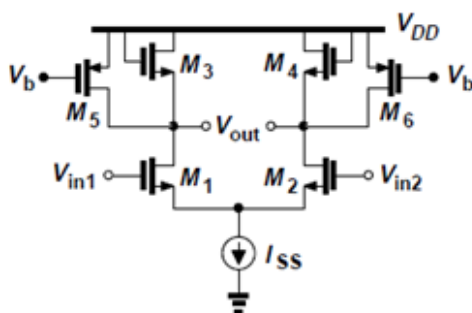 V_DD
V_b M_3 M_4 V_b
M_5 V_out M_6
V_in1 M_1 M_2 V_in2
I_SS